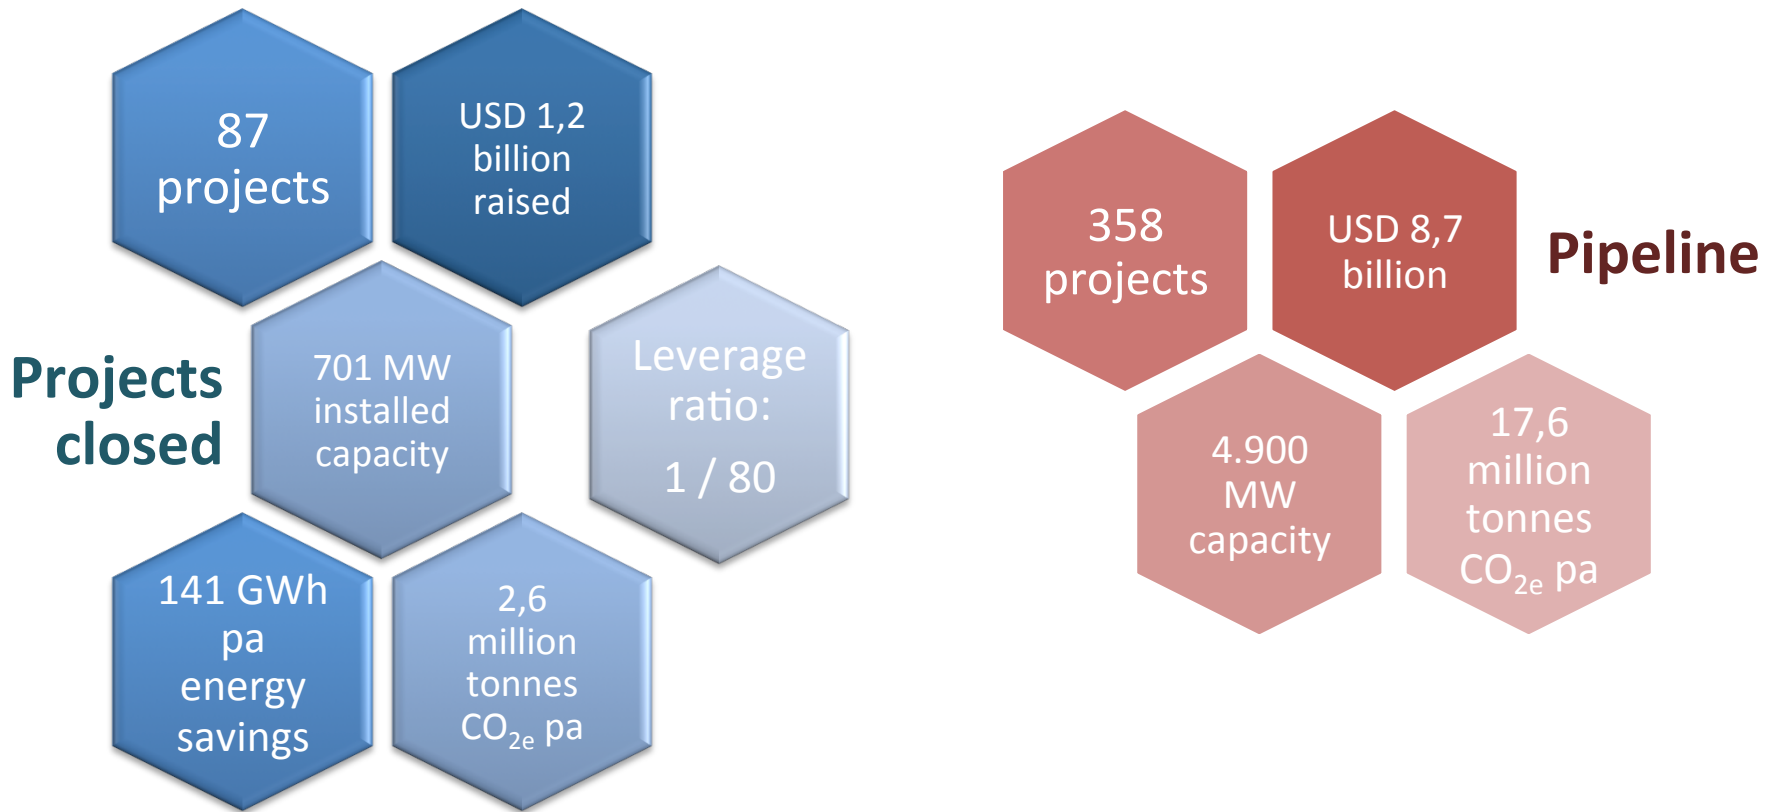 87
projects
USD 1,2
billion
raised
Projects
closed
701 MW
installed
capacity
Leverage
ratio:
1 / 80
141 GWh
pa
energy
savings
2,6
million
tonnes
CO2e pa
358
projects
USD 8,7
billion
Pipeline
4.900
MW
capacity
17,6
million
tonnes
CO2e pa